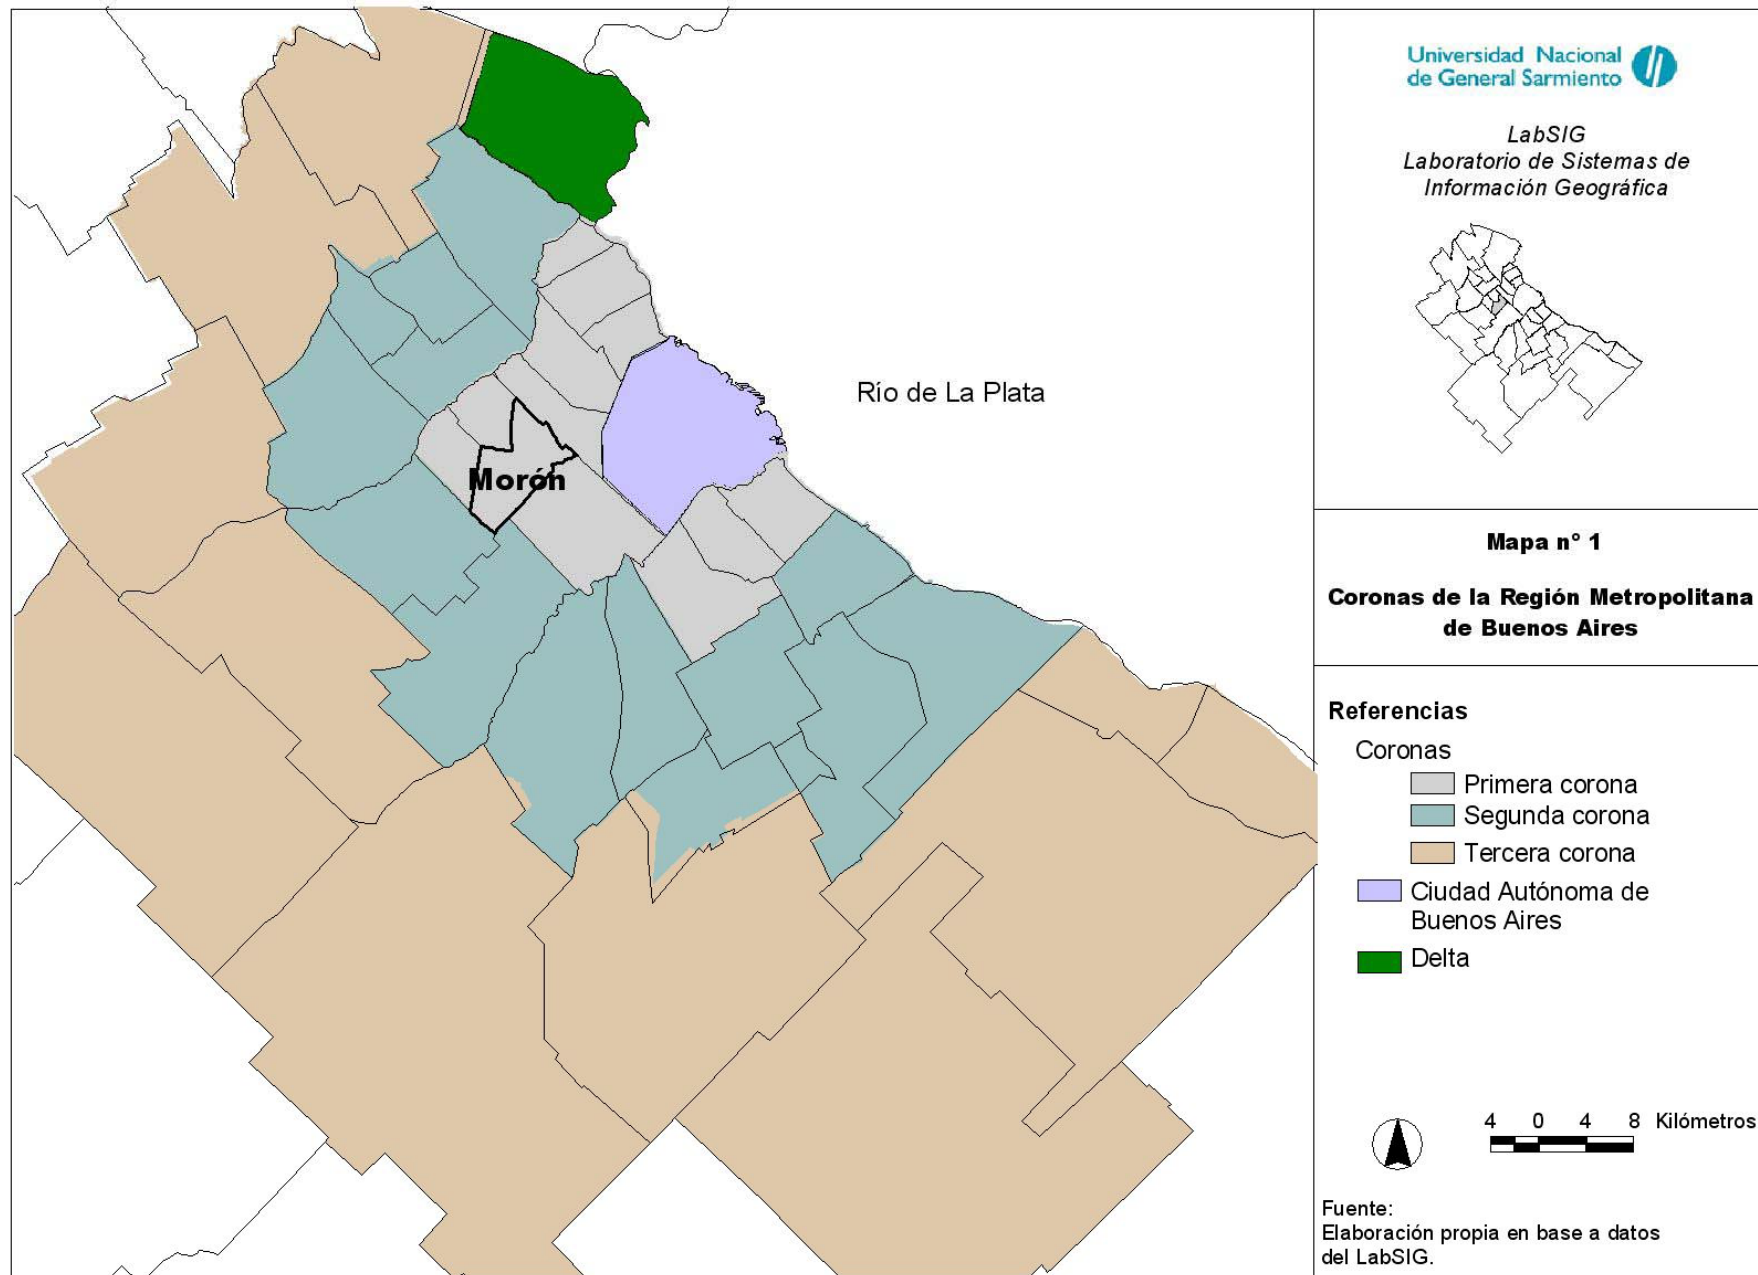 Universidad Nacional
de General Sarmiento
LabSIG
Laboratorio de Sistemas de
Información Geográfica
Río de La Plata
Morón
Mapa n° 1
Coronas de la Región Metropolitana
de Buenos Aires
Referencias
Coronas
Primera corona
Segunda corona
Tercera corona
Ciudad Autónoma de
Buenos Aires
Delta
4 0 4 8 Kilómetros
Fuente:
Elaboración propia en base a datos
del LabSIG.